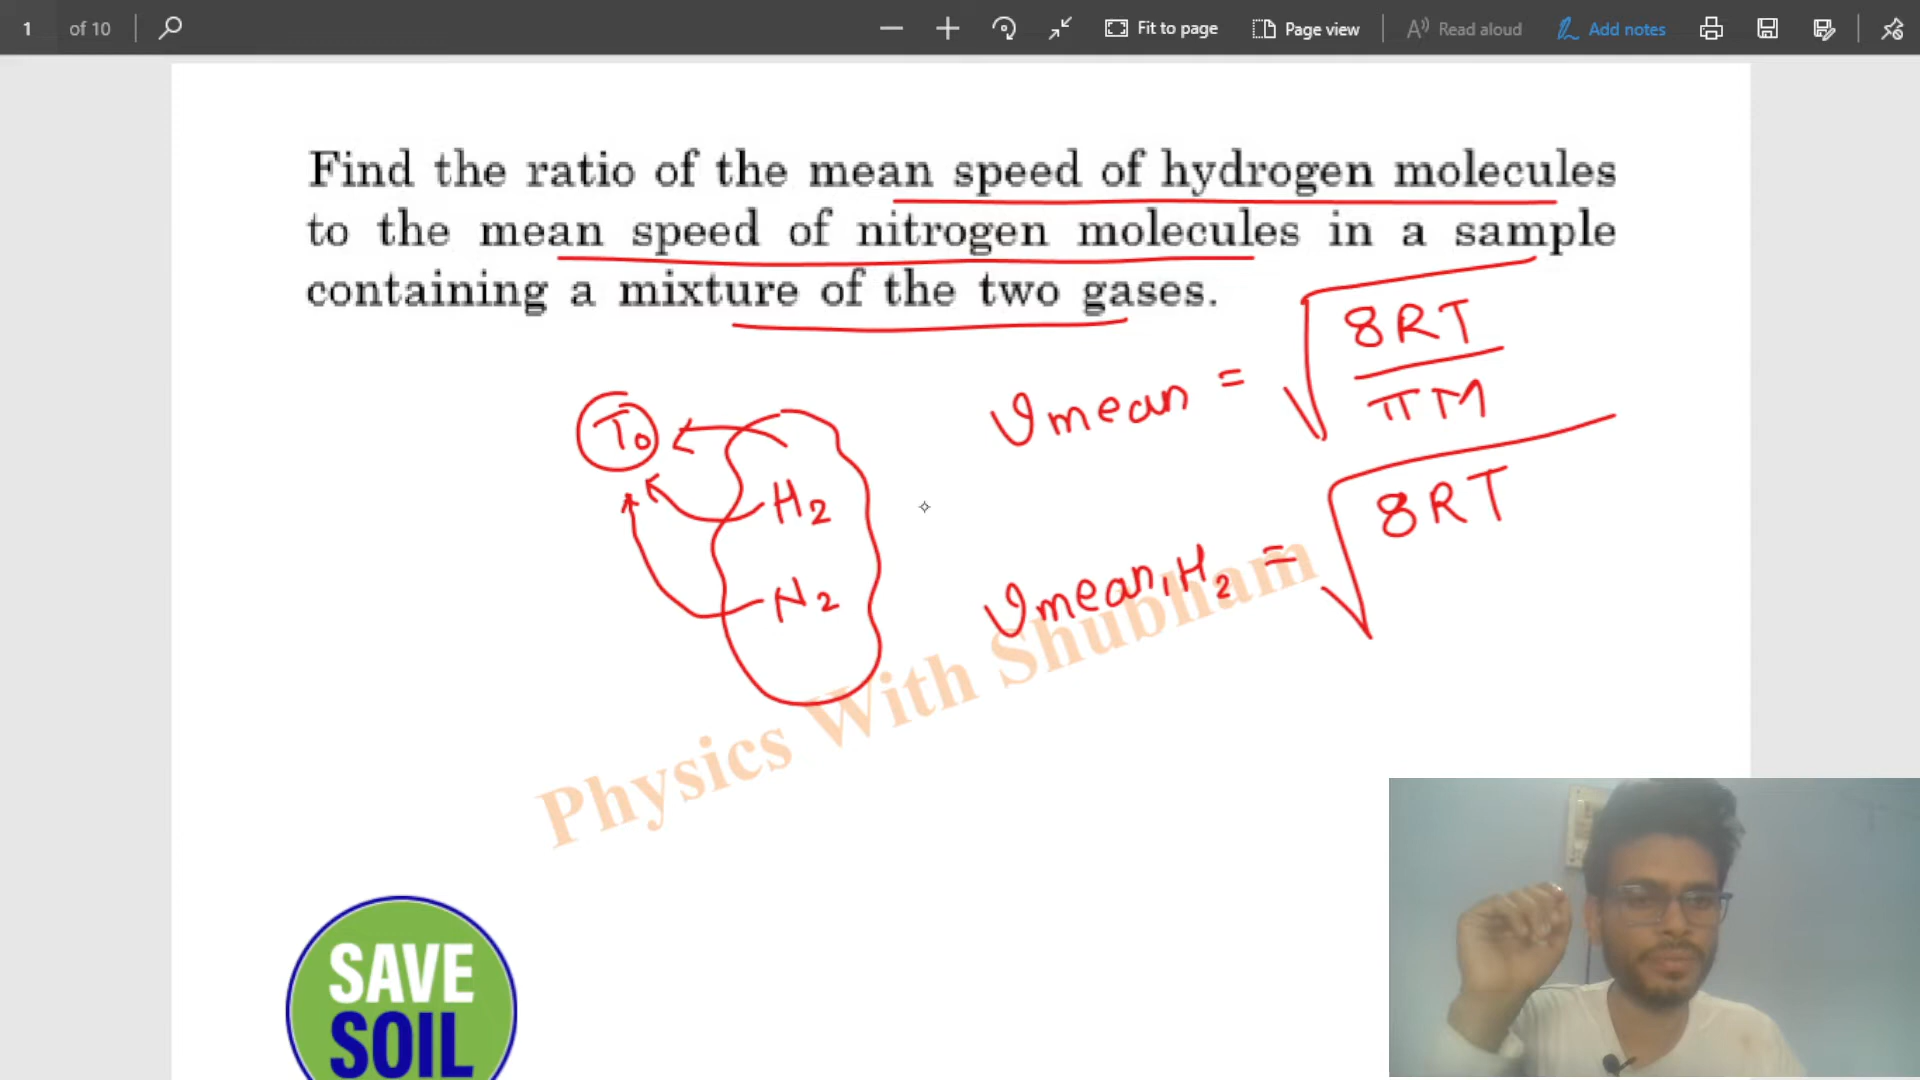 1 of 10 Fit to page Page view Read aloud Add notes
Find the ratio of the mean speed of hydrogen molecules
to the mean speed of nitrogen molecules in a sample
containing a mixture of the two gases.
T₀
H₂
N₂
vmean = √(8RT/πM)
vmean, H₂ = √(8RT
Physics With Shubham
SAVE
SOIL